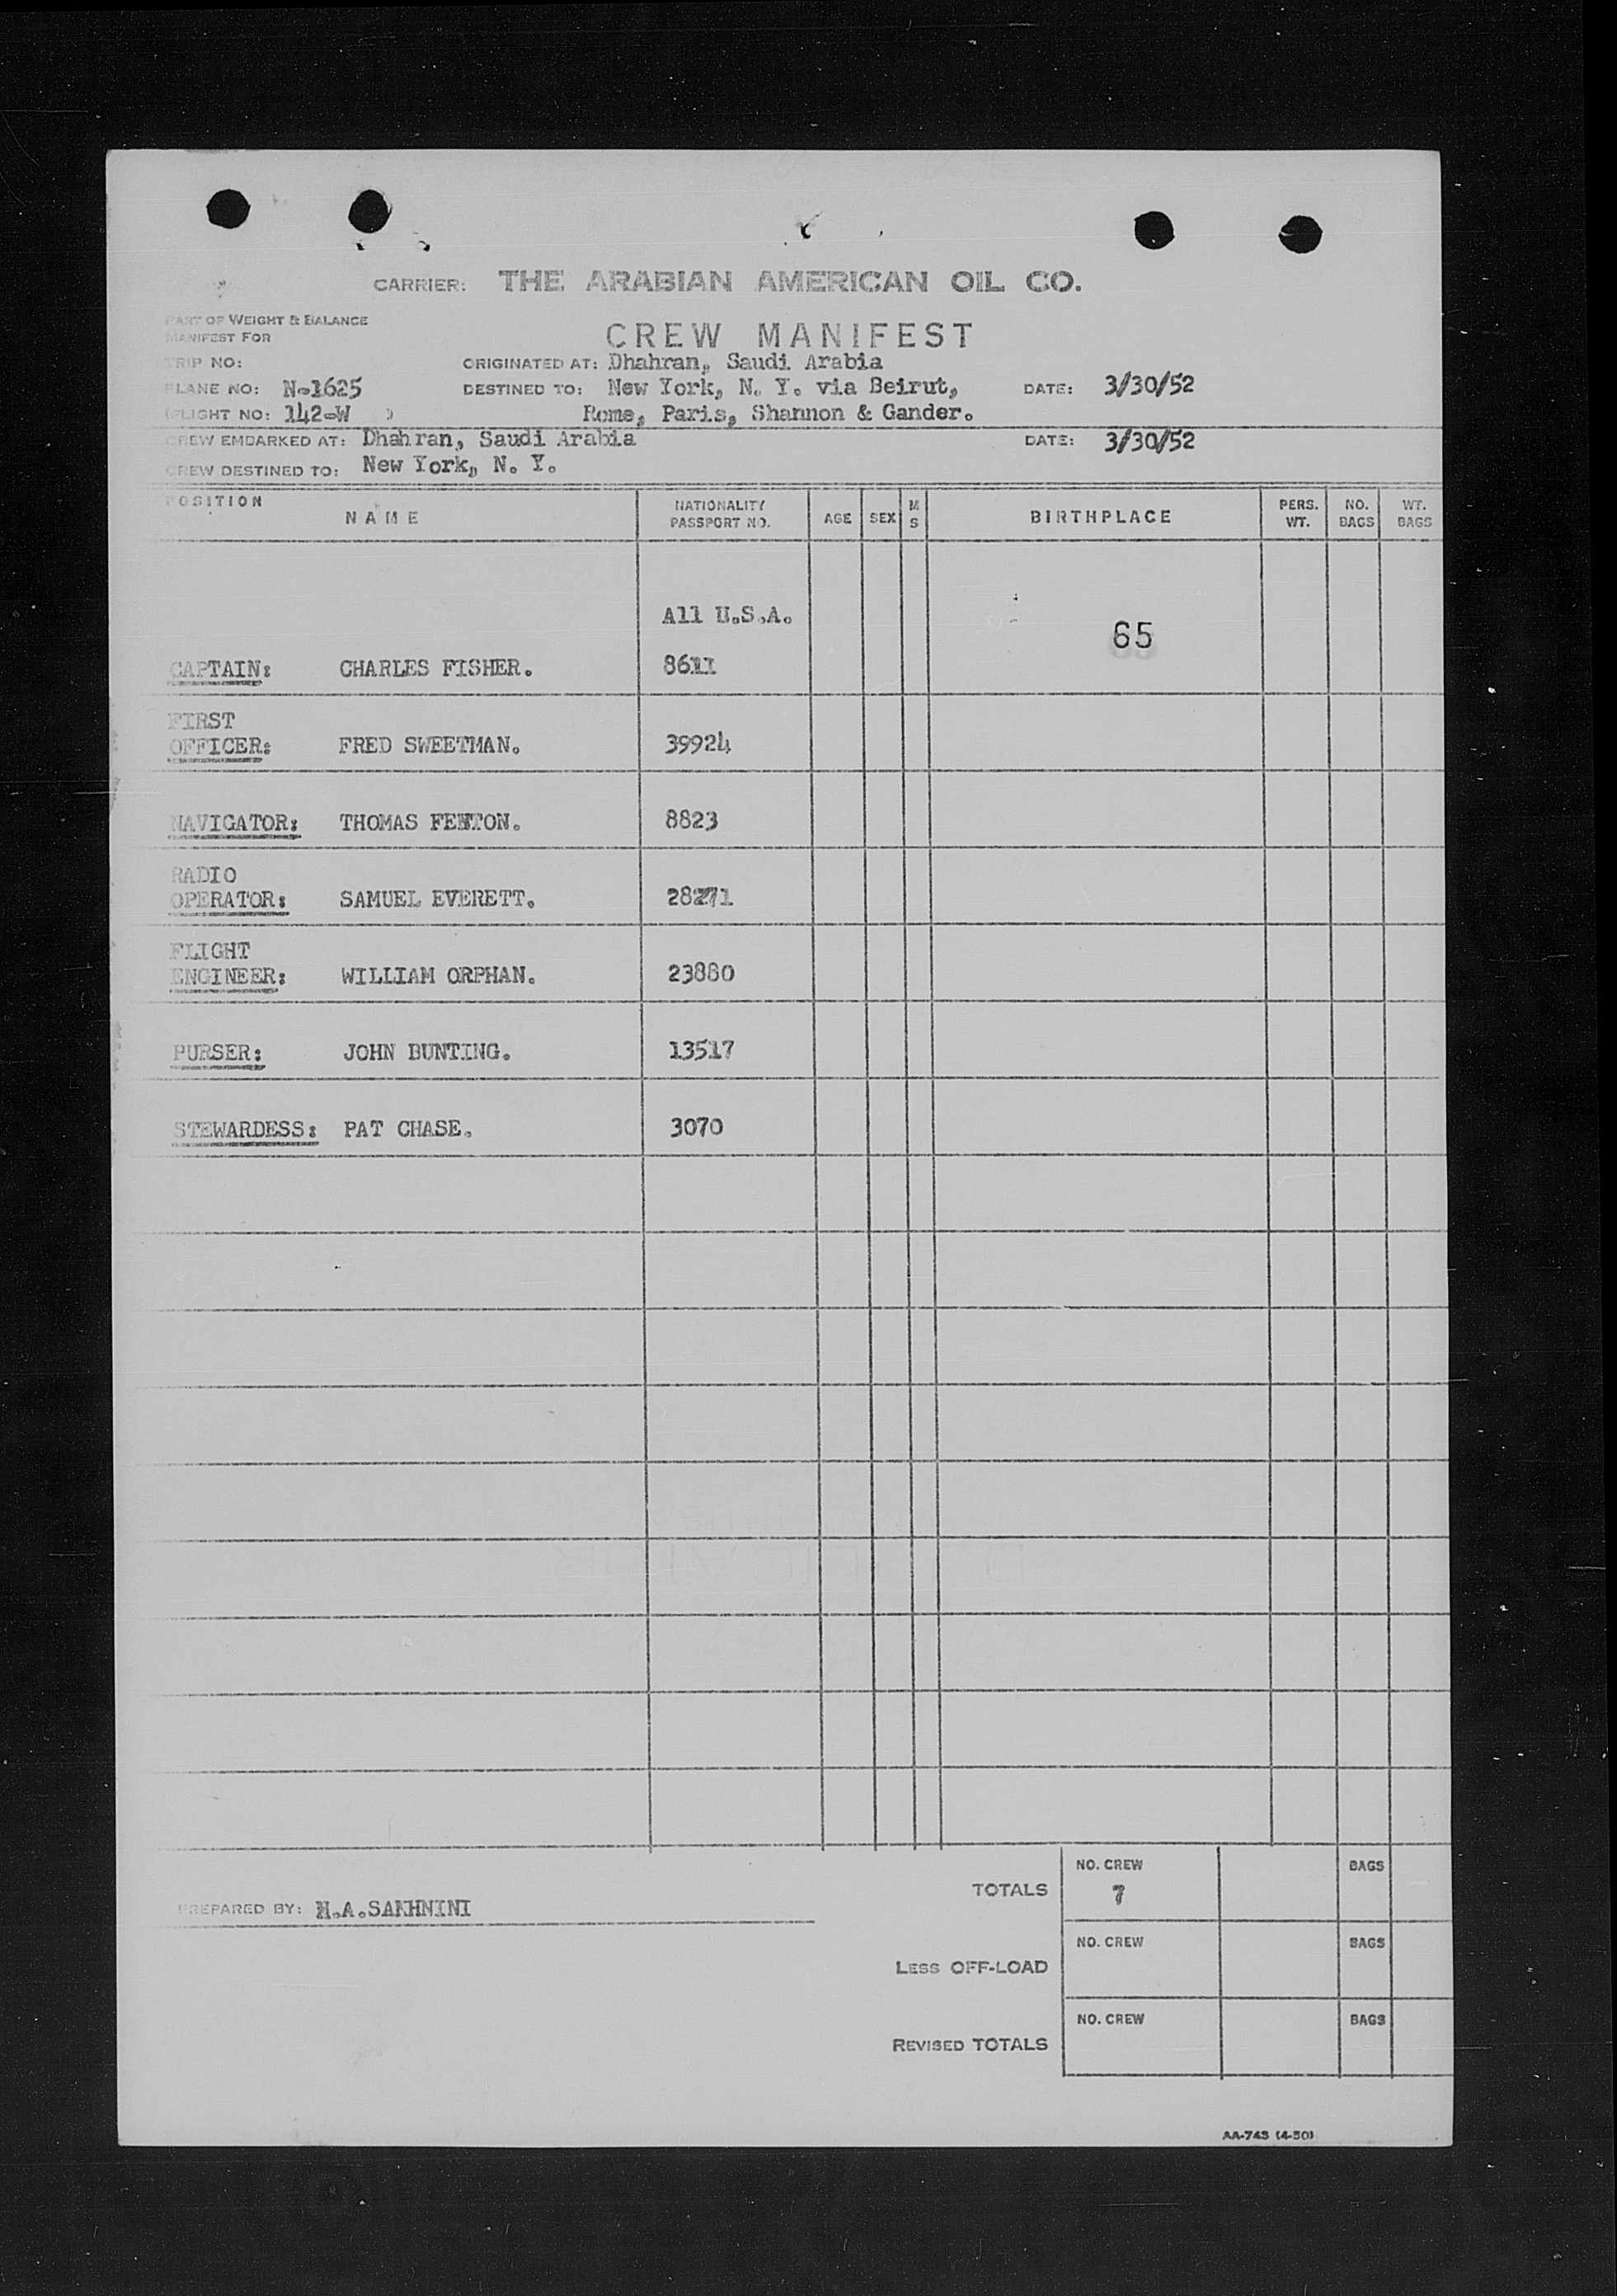 CARRIER: THE ARABIAN AMERICAN OIL CO.
PART OF WEIGHT & BALANCE
MANIFEST FOR
CREW MANIFEST
TRIP NO:
ORIGINATED AT: Dhahran, Saudi Arabia
PLANE NO: N-1625
DESTINED TO: New York, N. Y. via Beirut,
DATE: 3/30/52
(FLIGHT NO: 142-W )
Rome, Paris, Shannon & Gander.
CREW EMBARKED AT: Dhahran, Saudi Arabia
DATE: 3/30/52
CREW DESTINED TO: New York, N. Y.
POSITION
NAME
NATIONALITY
PASSPORT NO.
AGE
SEX
M
S
BIRTHPLACE
PERS.
WT.
NO.
BAGS
WT.
BAGS
All U.S.A.
65
CAPTAIN: CHARLES FISHER. 8611
FIRST
OFFICER: FRED SWEETMAN. 39924
NAVIGATOR: THOMAS FENTON. 8823
RADIO
OPERATOR: SAMUEL EVERETT. 28271
FLIGHT
ENGINEER: WILLIAM ORPHAN. 23880
PURSER: JOHN BUNTING. 13517
STEWARDESS: PAT CHASE. 3070
TOTALS
NO. CREW
7
BAGS
PREPARED BY: N.A.SAKHNINI
LESS OFF-LOAD
NO. CREW
BAGS
REVISED TOTALS
NO. CREW
BAGS
AA-743 (4-50)